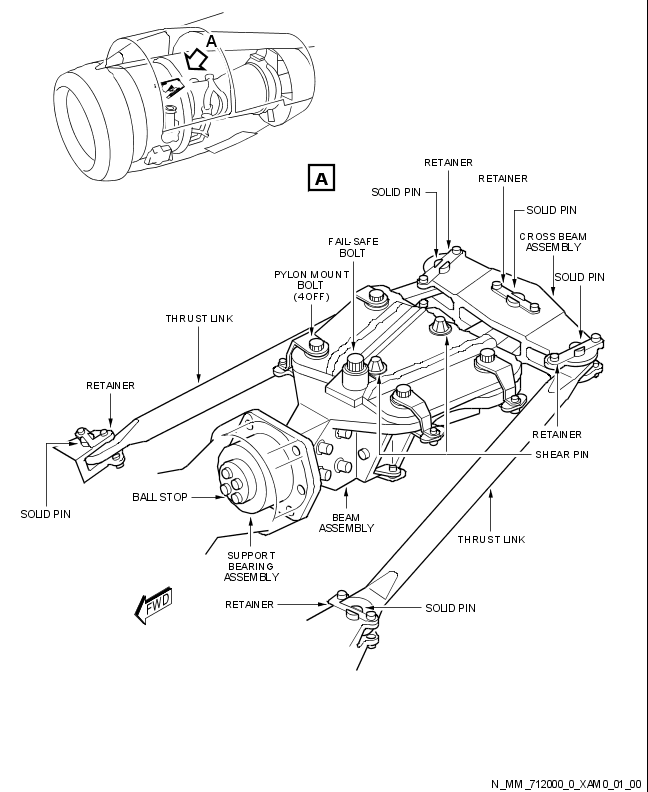 A
A
RETAINER
RETAINER
SOLID PIN
SOLID PIN
CROSS BEAM
ASSEMBLY
FAIL-SAFE
BOLT
SOLID PIN
PYLON MOUNT
BOLT
(4 OFF)
THRUST LINK
RETAINER
RETAINER
SHEAR PIN
BALL STOP
SOLID PIN
BEAM
ASSEMBLY
THRUST LINK
SUPPORT
BEARING
ASSEMBLY
FWD
RETAINER
SOLID PIN
N_MM_712000_0_XAM0_01_00